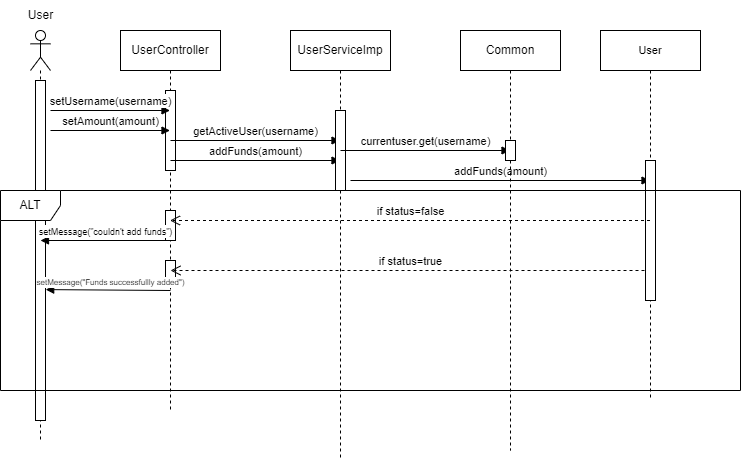 User
UserController
UserServiceImp
Common
User
setUsername(username)
setAmount(amount)
getActiveUser(username)
currentuser.get(username)
addFunds(amount)
addFunds(amount)
ALT
if status=false
setMessage("couldn't add funds")
if status=true
setMessage("Funds successfullly added")